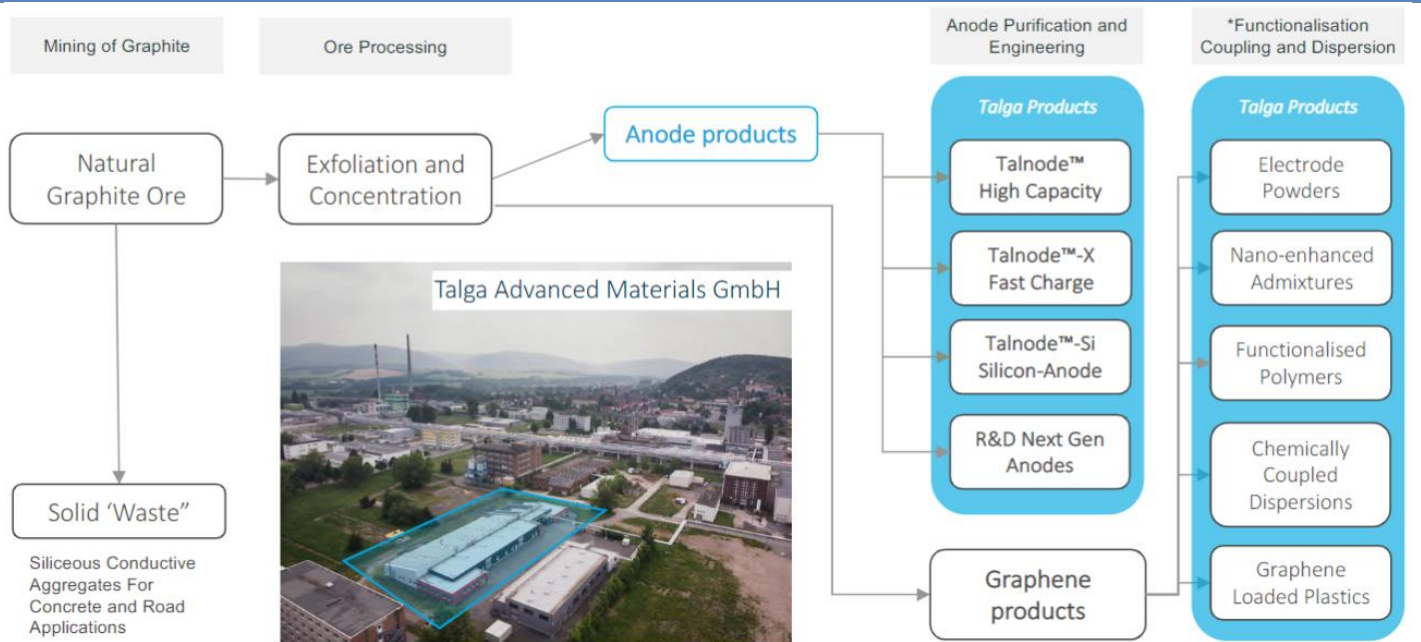 Mining of Graphite
Ore Processing
Anode Purification and
Engineering
*Functionalisation
Coupling and Dispersion
Natural
Graphite Ore
Exfoliation and
Concentration
Anode products
Talga Products
Talnode™
High Capacity
Talnode™-X
Fast Charge
Talnode™-Si
Silicon-Anode
R&D Next Gen
Anodes
Talga Products
Electrode
Powders
Nano-enhanced
Admixtures
Functionalised
Polymers
Chemically
Coupled
Dispersions
Graphene
Loaded Plastics
Talga Advanced Materials GmbH
Solid ‘Waste”
Siliceous Conductive
Aggregates For
Concrete and Road
Applications
Graphene
products